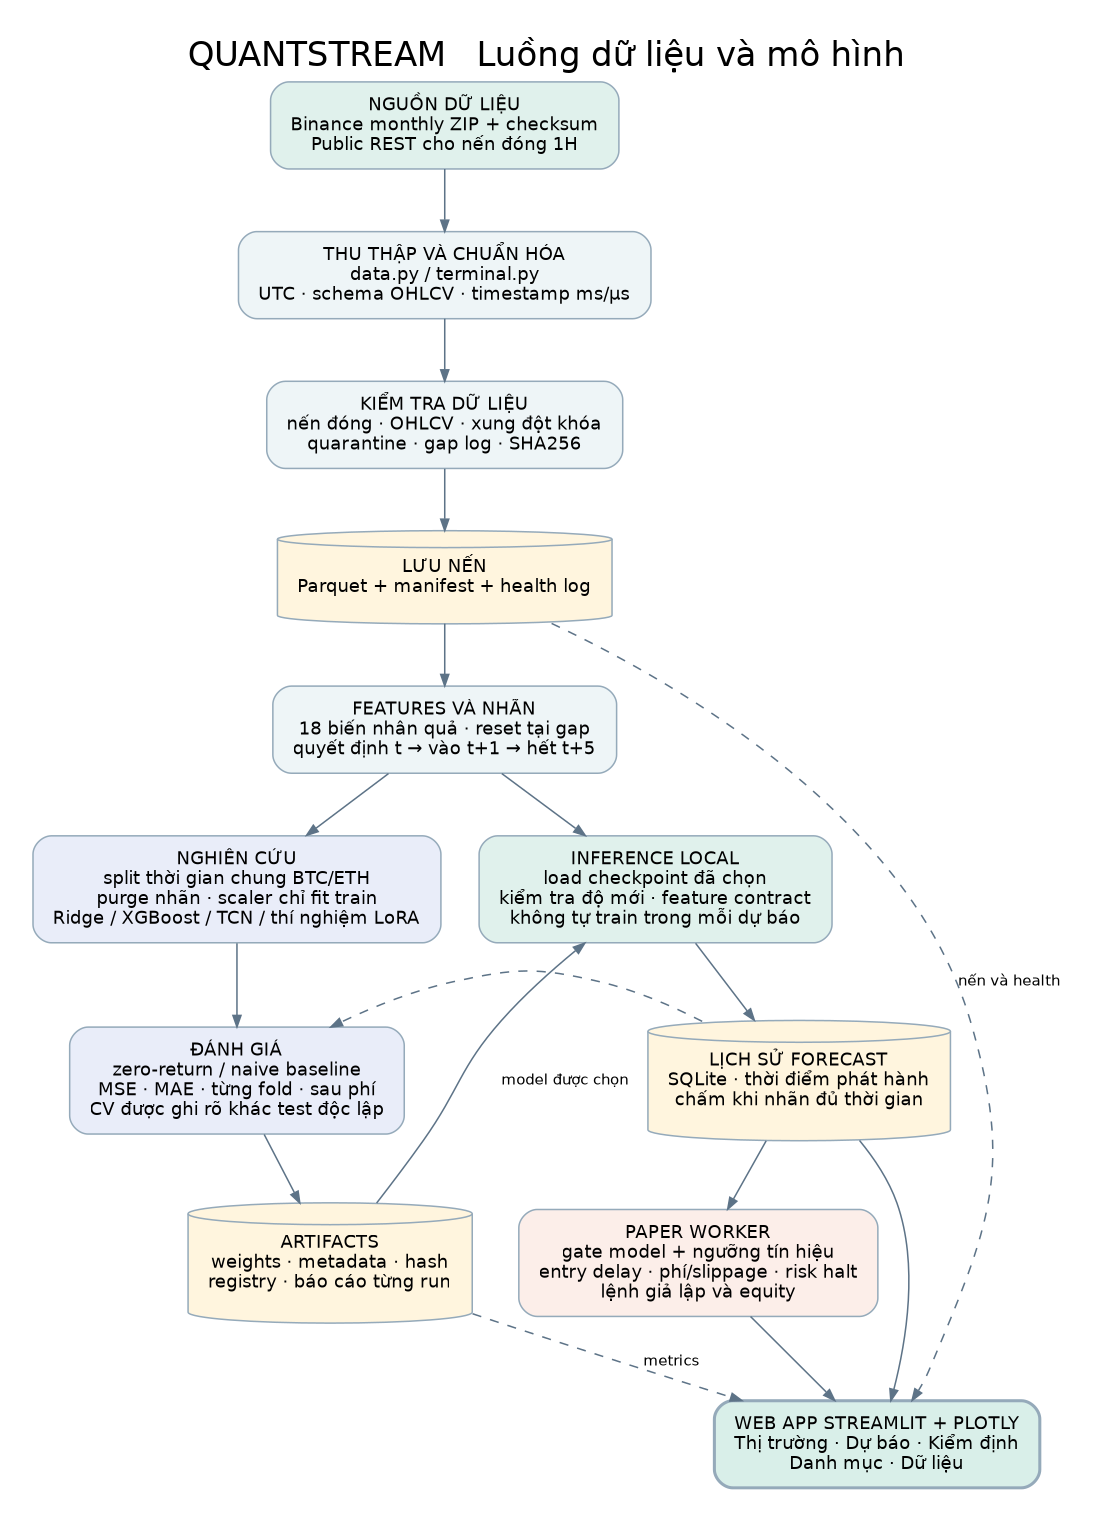 QUANTSTREAM   Luồng dữ liệu và mô hình
NGUỒN DỮ LIỆU
Binance monthly ZIP + checksum
Public REST cho nến đóng 1H
THU THẬP VÀ CHUẨN HÓA
data.py / terminal.py
UTC · schema OHLCV · timestamp ms/µs
KIỂM TRA DỮ LIỆU
nến đóng · OHLCV · xung đột khóa
quarantine · gap log · SHA256
LƯU NẾN
Parquet + manifest + health log
FEATURES VÀ NHÃN
18 biến nhân quả · reset tại gap
quyết định t → vào t+1 → hết t+5
NGHIÊN CỨU
split thời gian chung BTC/ETH
purge nhãn · scaler chỉ fit train
Ridge / XGBoost / TCN / thí nghiệm LoRA
INFERENCE LOCAL
load checkpoint đã chọn
kiểm tra độ mới · feature contract
không tự train trong mỗi dự báo
nến và health
ĐÁNH GIÁ
zero-return / naive baseline
MSE · MAE · từng fold · sau phí
CV được ghi rõ khác test độc lập
model được chọn
LỊCH SỬ FORECAST
SQLite · thời điểm phát hành
chấm khi nhãn đủ thời gian
ARTIFACTS
weights · metadata · hash
registry · báo cáo từng run
PAPER WORKER
gate model + ngưỡng tín hiệu
entry delay · phí/slippage · risk halt
lệnh giả lập và equity
metrics
WEB APP STREAMLIT + PLOTLY
Thị trường · Dự báo · Kiểm định
Danh mục · Dữ liệu